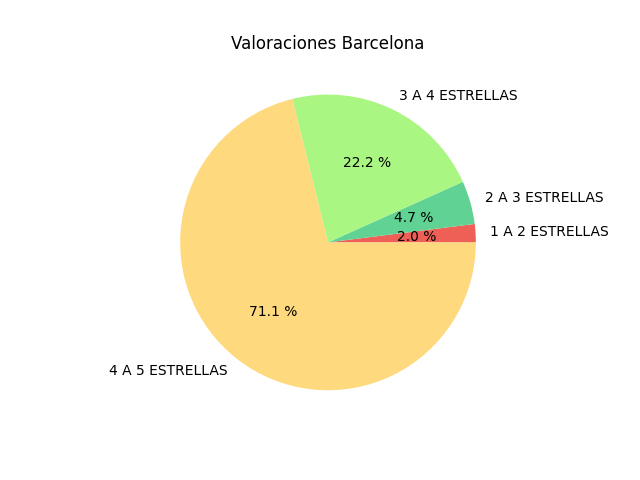 Valoraciones Barcelona
3 A 4 ESTRELLAS
22.2 %
2 A 3 ESTRELLAS
4.7 %
1 A 2 ESTRELLAS
2.0 %
71.1 %
4 A 5 ESTRELLAS